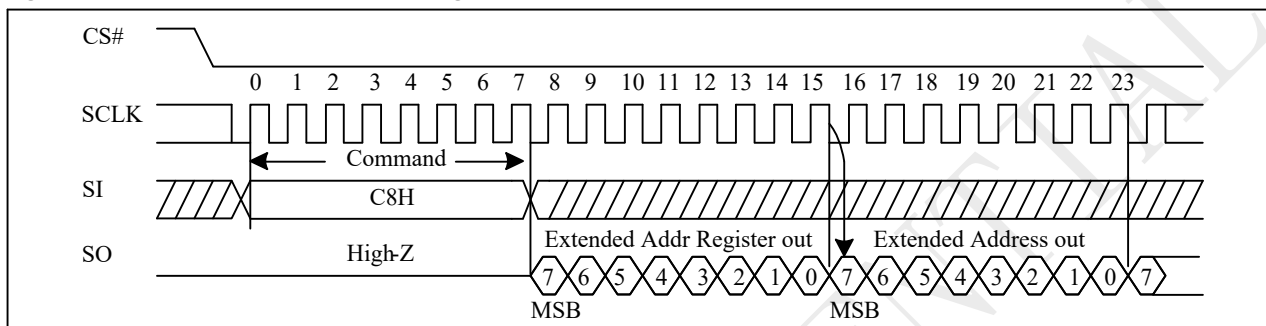 CS#
0 1 2 3 4 5 6 7 8 9 10 11 12 13 14 15 16 17 18 19 20 21 22 23
SCLK
Command
SI
C8H
Extended Addr Register out Extended Address out
SO
High-Z
7 6 5 4 3 2 1 0 7 6 5 4 3 2 1 0 7
MSB MSB